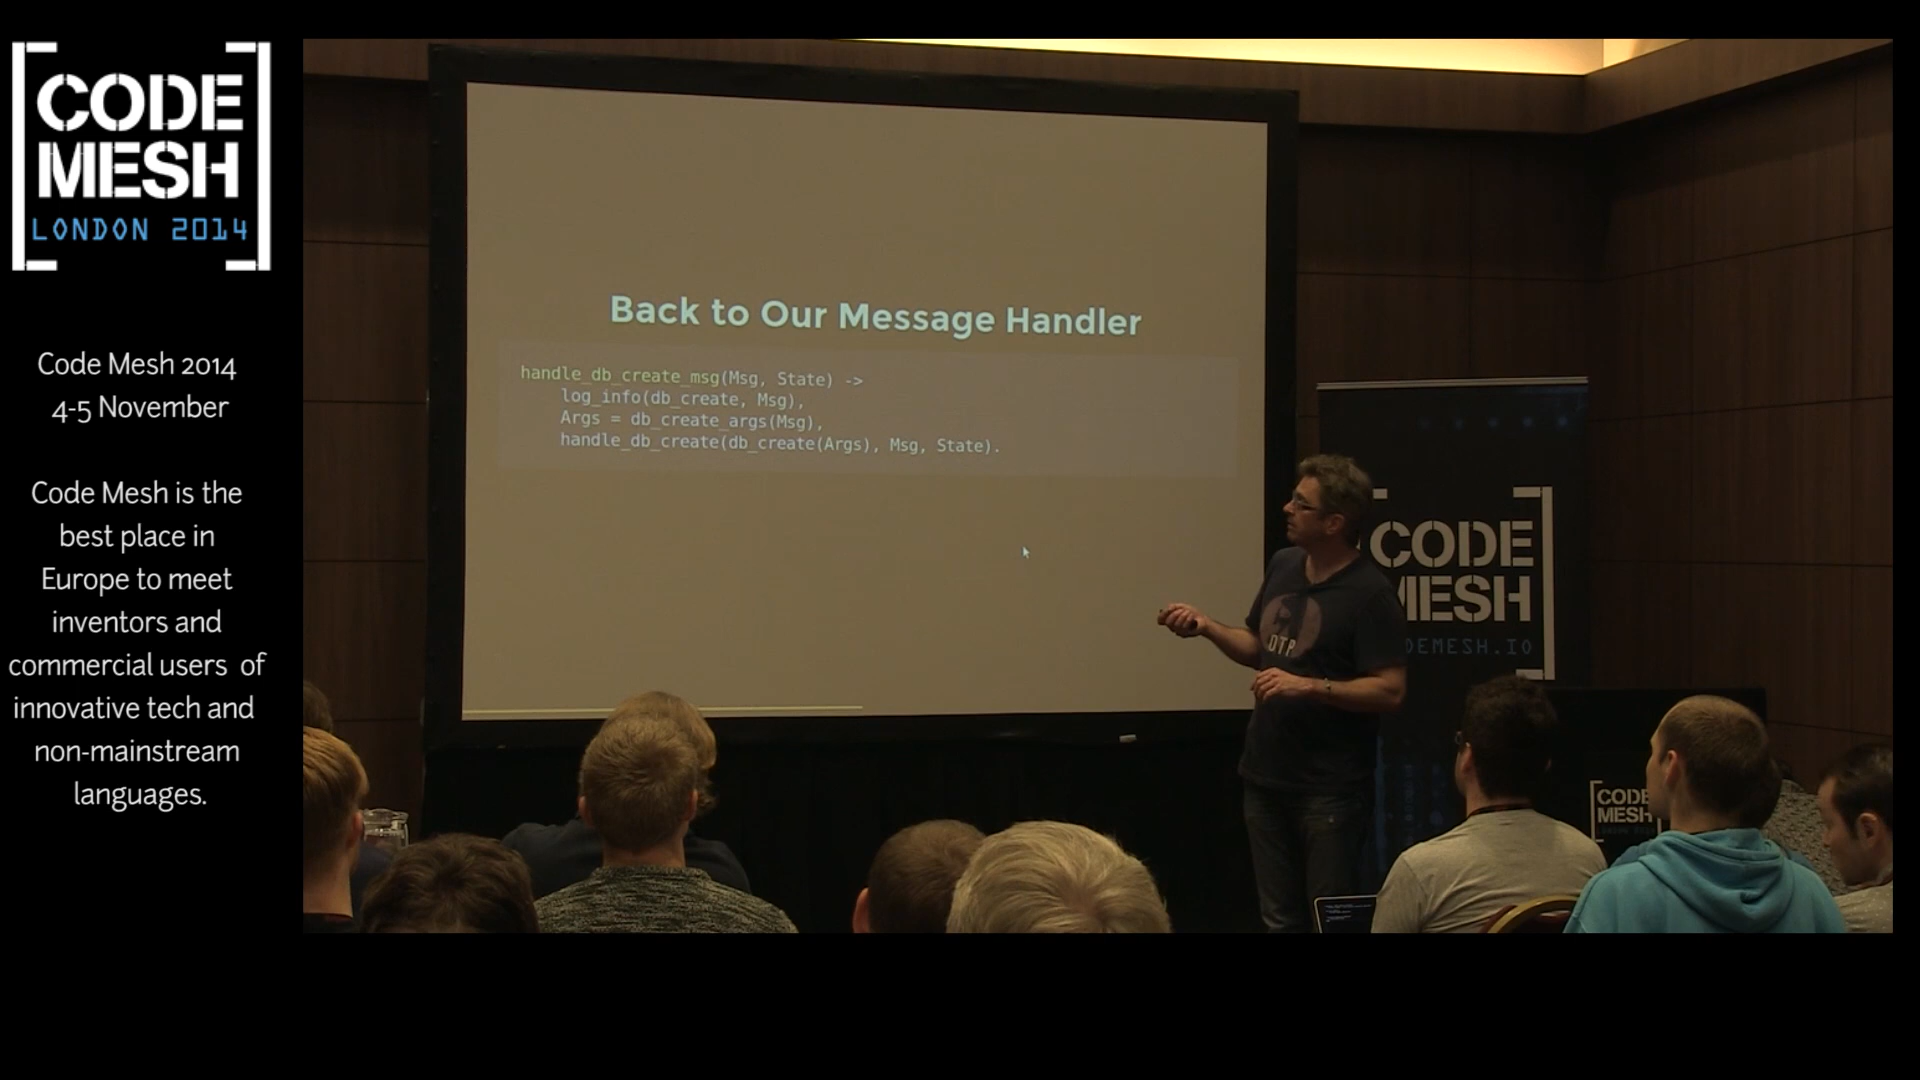 CODE
MESH
LONDON 2014
Code Mesh 2014
4-5 November
Code Mesh is the
best place in
Europe to meet
inventors and
commercial users of
innovative tech and
non-mainstream
languages.
Back to Our Message Handler
handle_db_create_msg(Msg, State) ->
log_info(db_create, Msg),
Args = db_create_args(Msg),
handle_db_create(db_create(Args), Msg, State).
CODE
MESH
DEMESH.IO
OTP
CODE
MESH